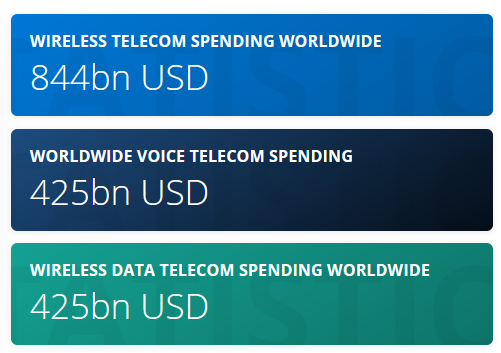 WIRELESS TELECOM SPENDING WORLDWIDE
844bn USD
WORLDWIDE VOICE TELECOM SPENDING
425bn USD
WIRELESS DATA TELECOM SPENDING WORLDWIDE
425bn USD